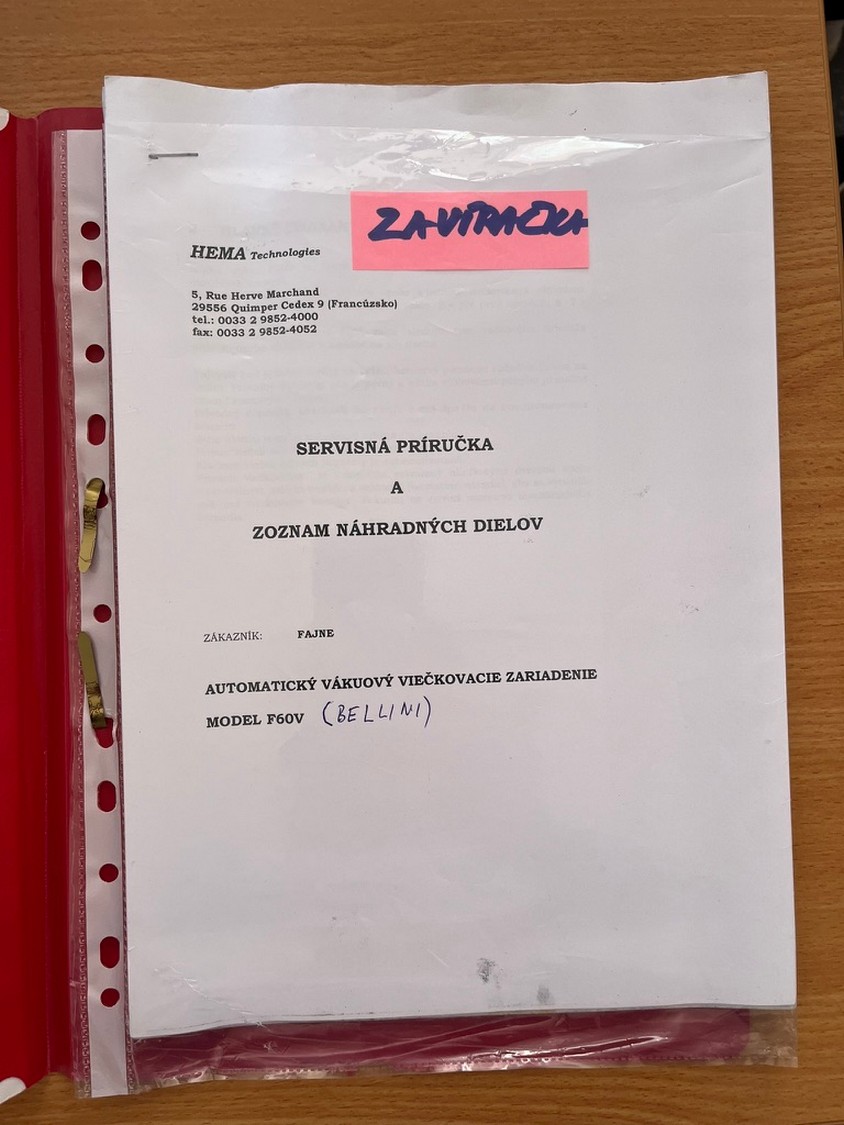 ZAVÍRAČKA
HEMA Technologies
5, Rue Herve Marchand
29556 Quimper Cedex 9 (Francúzsko)
tel.: 0033 2 9852-4000
fax: 0033 2 9852-4052
SERVISNÁ PRÍRUČKA
A
ZOZNAM NÁHRADNÝCH DIELOV
ZÁKAZNÍK: FAJNE
AUTOMATICKÝ VÁKUOVÝ VIEČKOVACIE ZARIADENIE
MODEL F60V (BELLINI)